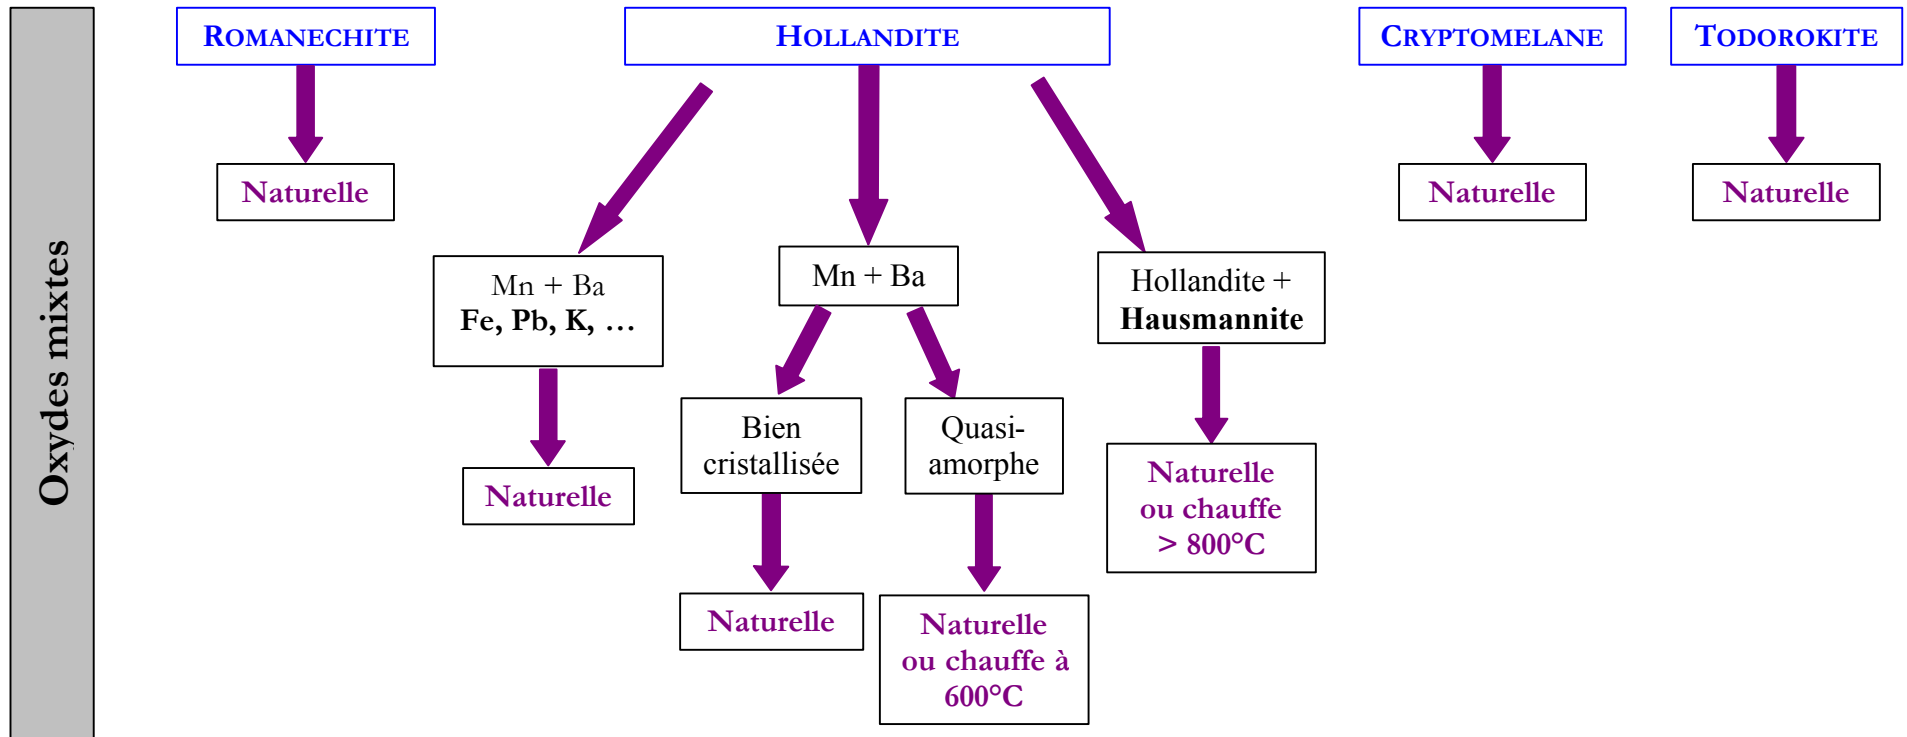 Oxydes mixtes
ROMANECHITE
HOLLANDITE
CRYPTOMELANE
TODOROKITE
Naturelle
Naturelle
Naturelle
Mn + Ba
Fe, Pb, K, …
Mn + Ba
Hollandite +
Hausmannite
Naturelle
Bien
cristallisée
Quasi-
amorphe
Naturelle
ou chauffe
> 800°C
Naturelle
Naturelle
ou chauffe à
600°C